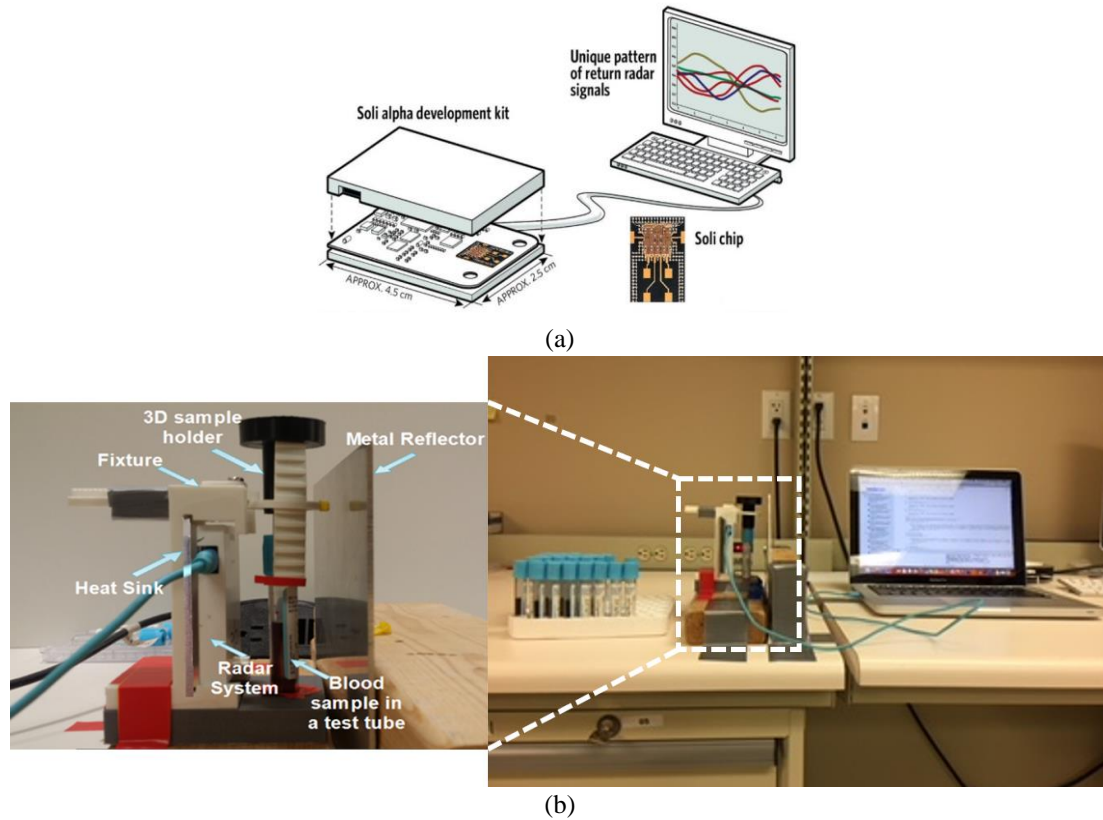 Unique pattern
of return radar
signals
Soli alpha development kit
Soli chip
APPROX. 4.5 cm
APPROX. 2.5 cm
(a)
3D sample
holder
Metal Reflector
Fixture
Heat Sink
Radar
System
Blood
sample in
a test tube
(b)